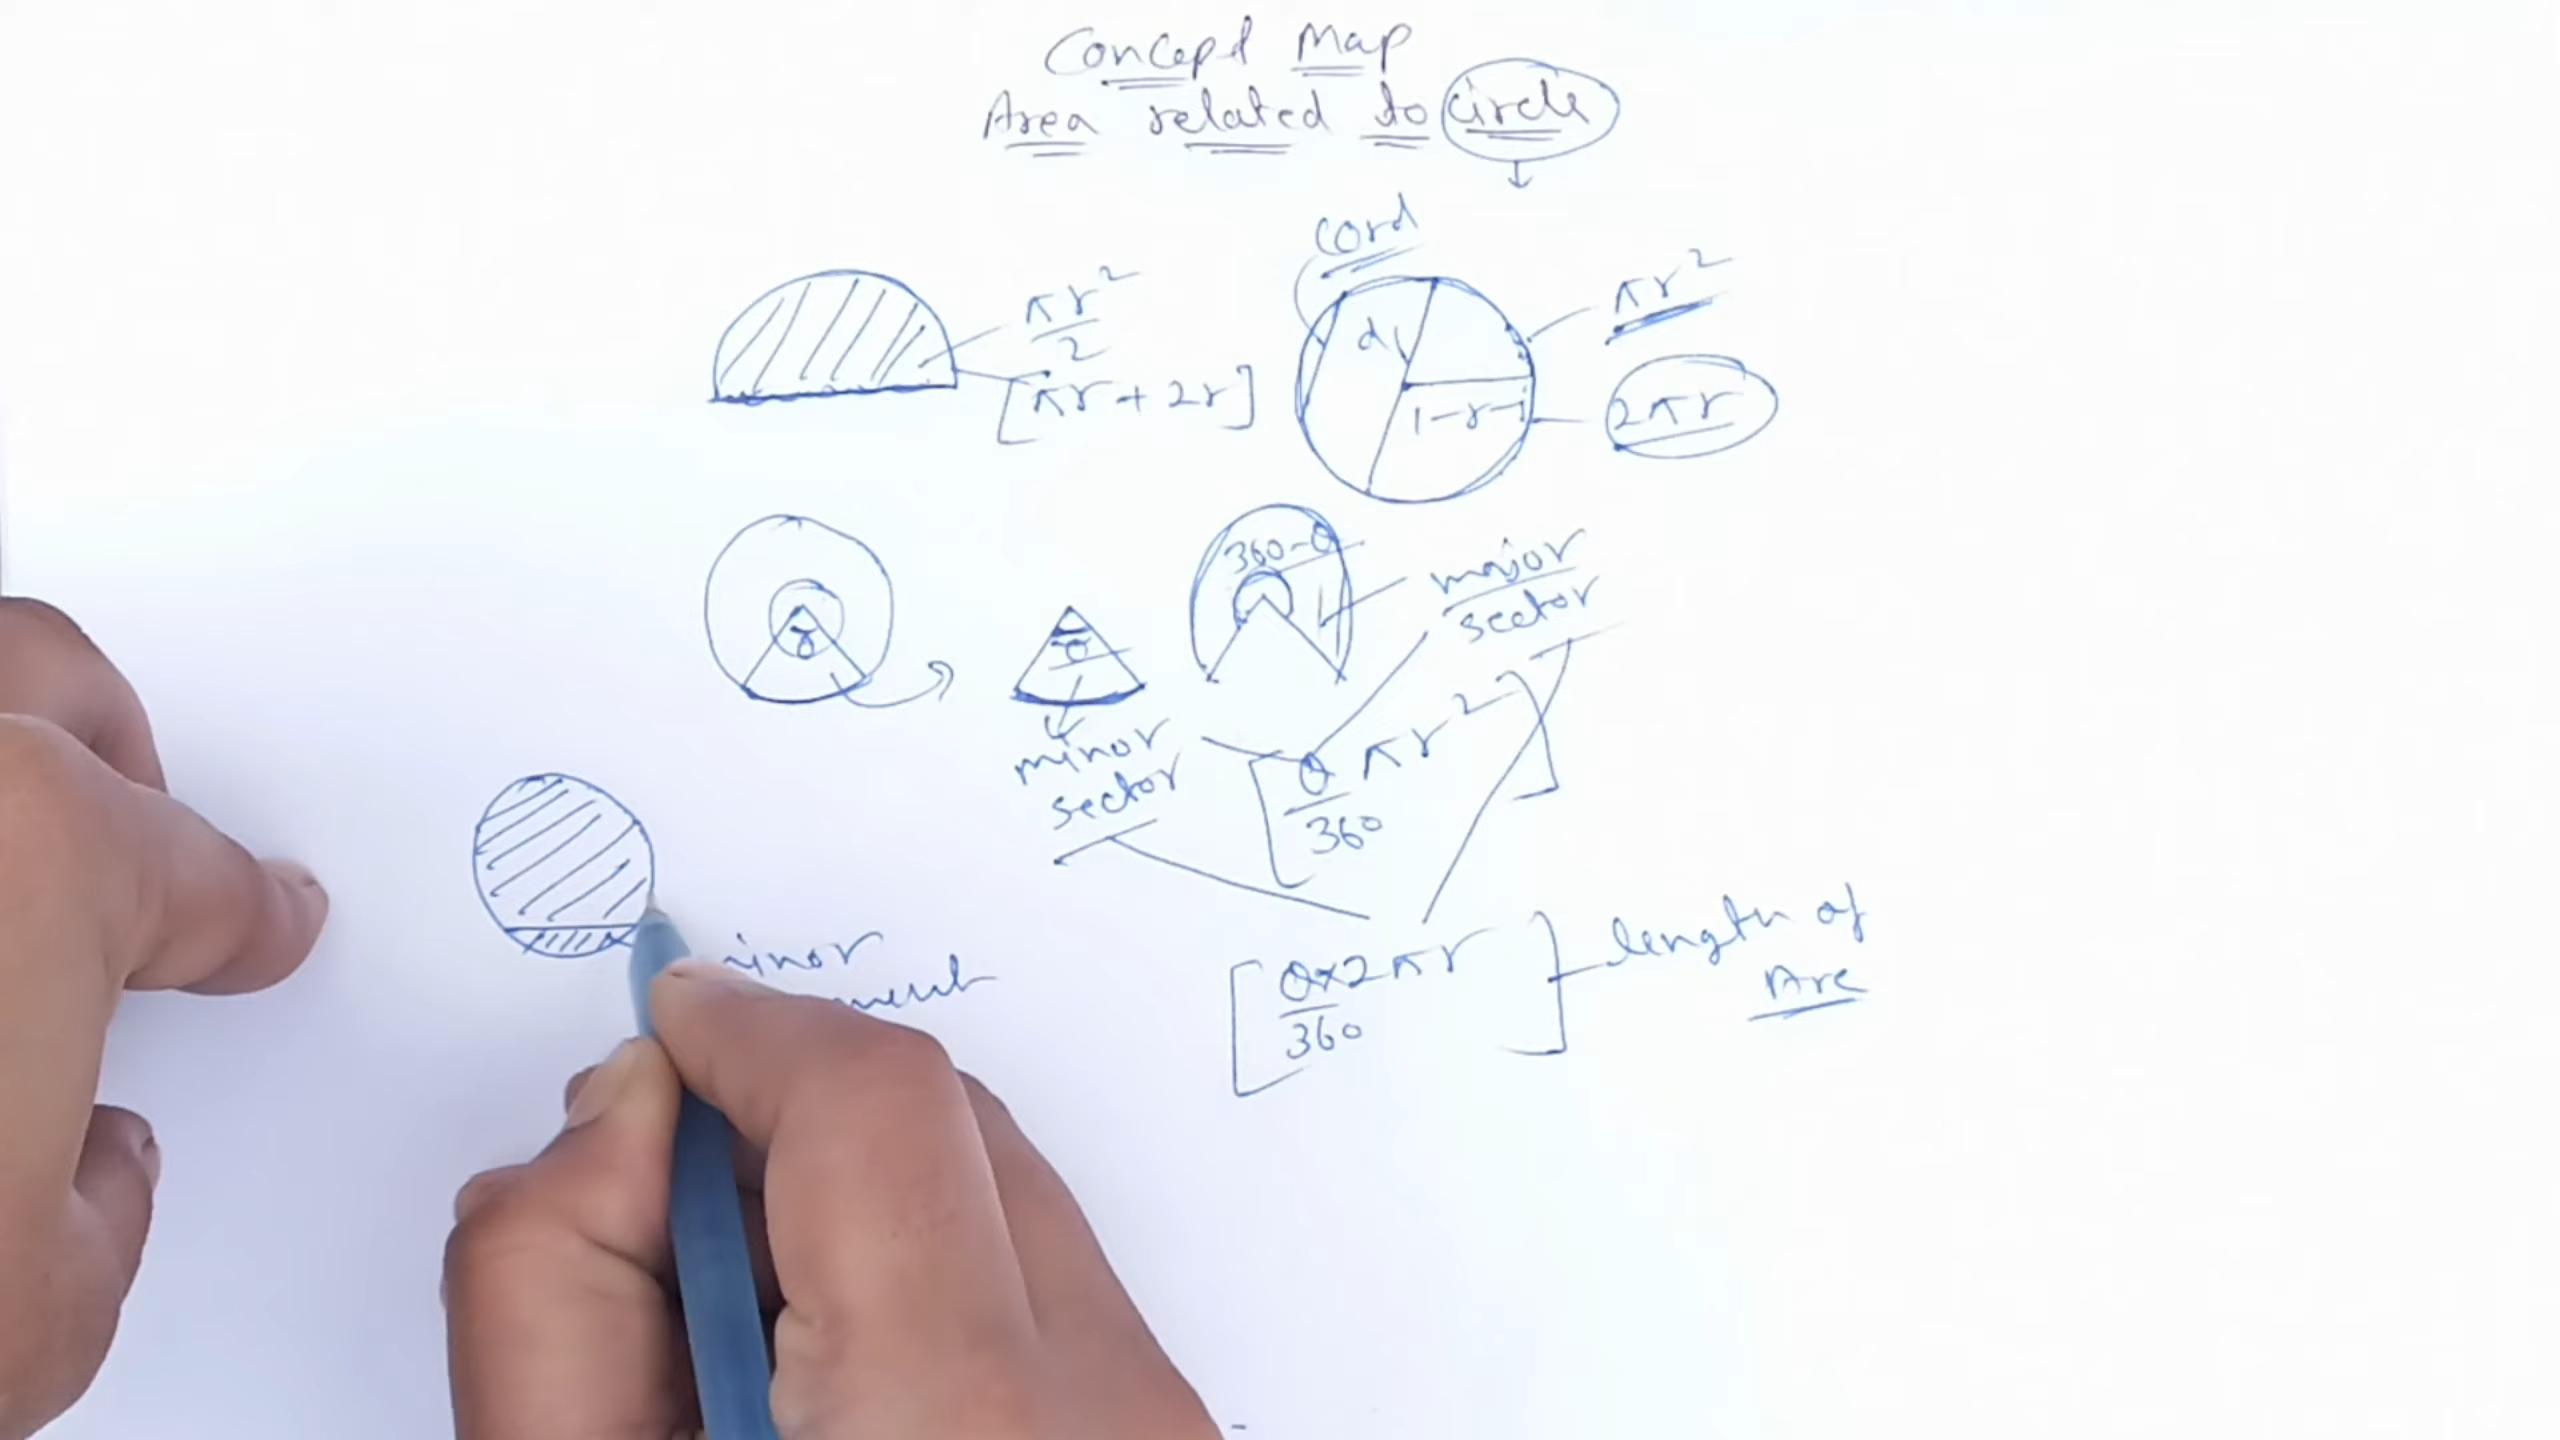 Concept Map
Area related to circle
cord
πr²/2
[πr + 2r]
d
|-r-|
πr²
2πr
θ
θ
360-θ
major
sector
minor
sector
[θ/360 πr²]
minor
[θ×2πr/360]
length of
Arc